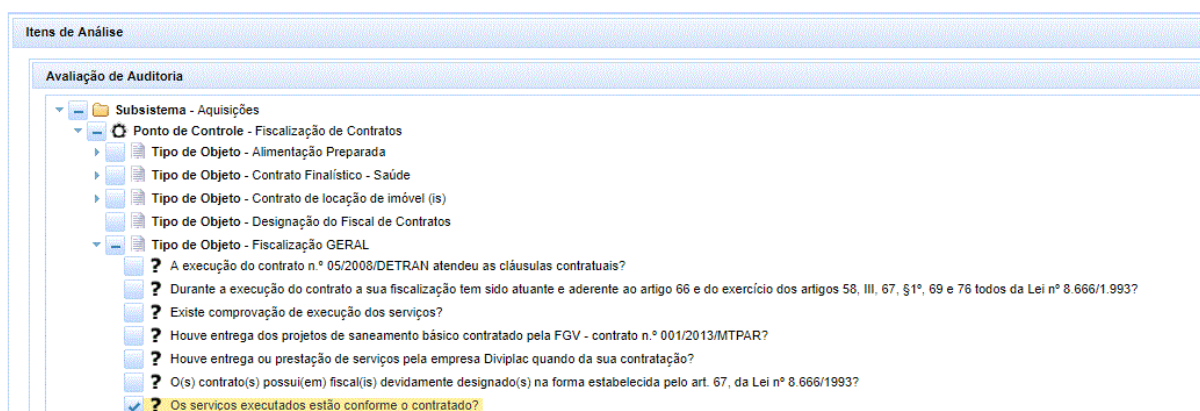 Itens de Análise
Avaliação de Auditoria
Subsistema - Aquisições
Ponto de Controle - Fiscalização de Contratos
Tipo de Objeto - Alimentação Preparada
Tipo de Objeto - Contrato Finalístico - Saúde
Tipo de Objeto - Contrato de locação de imóvel (is)
Tipo de Objeto - Designação do Fiscal de Contratos
Tipo de Objeto - Fiscalização GERAL
? A execução do contrato n.º 05/2008/DETRAN atendeu as cláusulas contratuais?
? Durante a execução do contrato a sua fiscalização tem sido atuante e aderente ao artigo 66 e do exercício dos artigos 58, III, 67, §1º, 69 e 76 todos da Lei nº 8.666/1.993?
? Existe comprovação de execução dos serviços?
? Houve entrega dos projetos de saneamento básico contratado pela FGV - contrato n.º 001/2013/MTPAR?
? Houve entrega ou prestação de serviços pela empresa Diviplac quando da sua contratação?
? O(s) contrato(s) possui(em) fiscal(is) devidamente designado(s) na forma estabelecida pelo art. 67, da Lei nº 8.666/1993?
? Os serviços executados estão conforme o contratado?